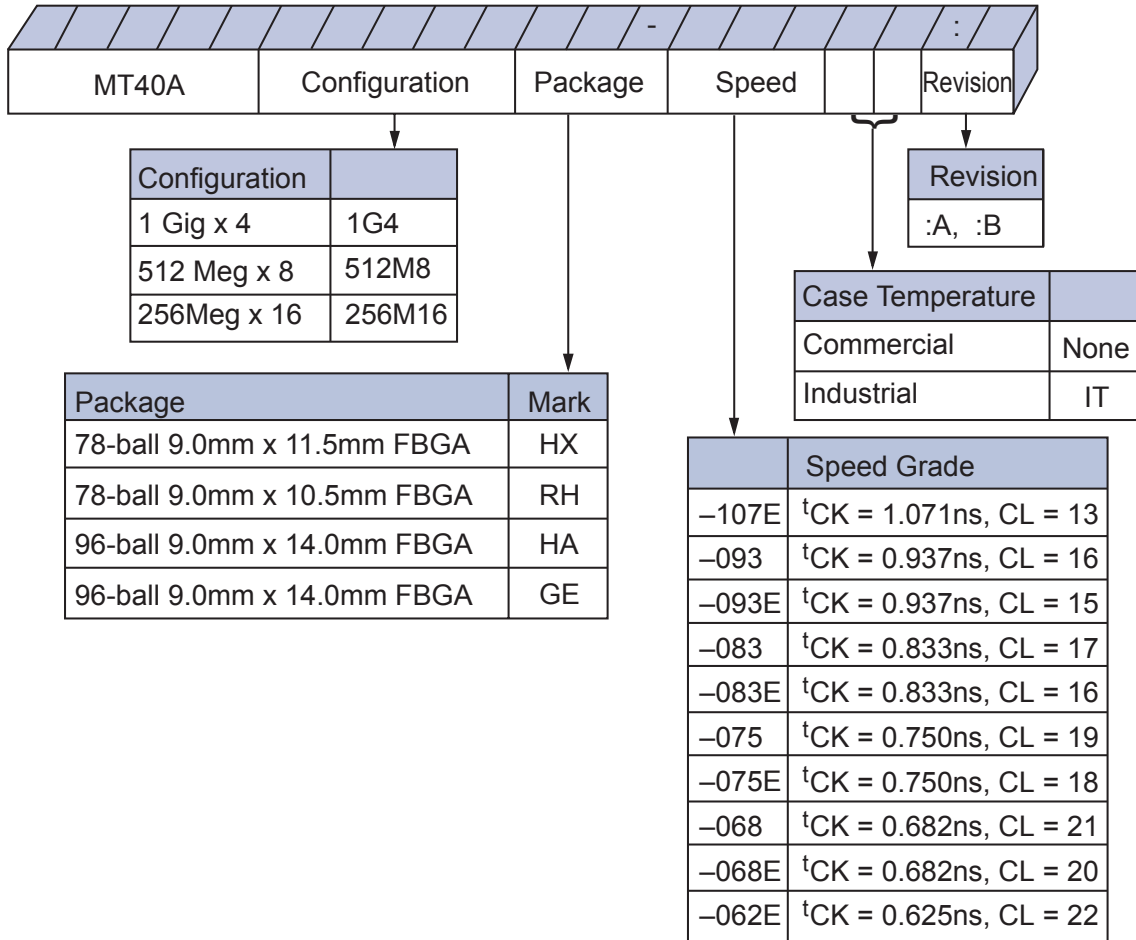 - :
MT40A Configuration Package Speed Revision
Configuration
1 Gig x 4 1G4
512 Meg x 8 512M8
256Meg x 16 256M16
Revision
:A, :B
Case Temperature
Commercial None
Industrial IT
Package Mark
78-ball 9.0mm x 11.5mm FBGA HX
78-ball 9.0mm x 10.5mm FBGA RH
96-ball 9.0mm x 14.0mm FBGA HA
96-ball 9.0mm x 14.0mm FBGA GE
Speed Grade
–107E tCK = 1.071ns, CL = 13
–093 tCK = 0.937ns, CL = 16
–093E tCK = 0.937ns, CL = 15
–083 tCK = 0.833ns, CL = 17
–083E tCK = 0.833ns, CL = 16
–075 tCK = 0.750ns, CL = 19
–075E tCK = 0.750ns, CL = 18
–068 tCK = 0.682ns, CL = 21
–068E tCK = 0.682ns, CL = 20
–062E tCK = 0.625ns, CL = 22